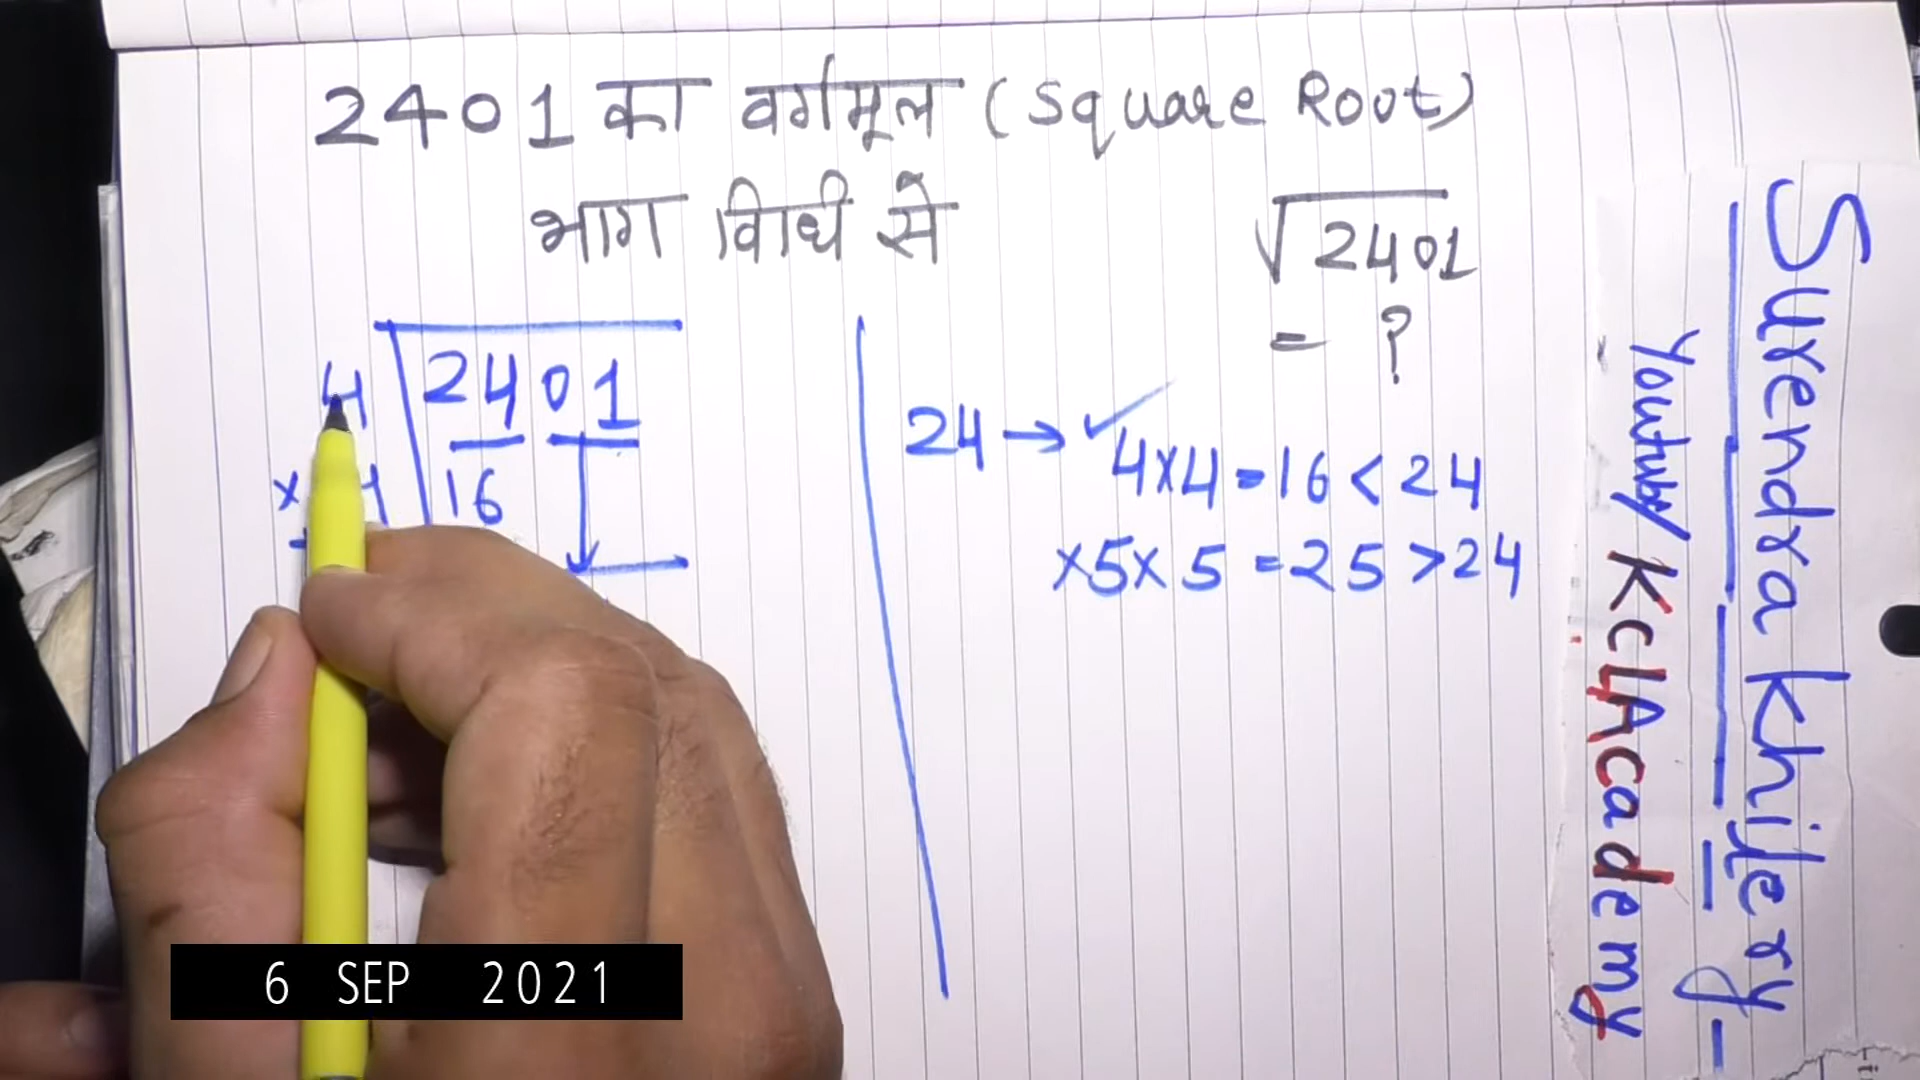 2401 का वर्गमूल (Square Root)
भाग विधि से
√2401
= ?
4 2401
× 4 16
24 → ✓ 4×4=16<24
×5×5=25>24
Surendra Khilery
Youtube/KclAcademy
6 SEP 2021